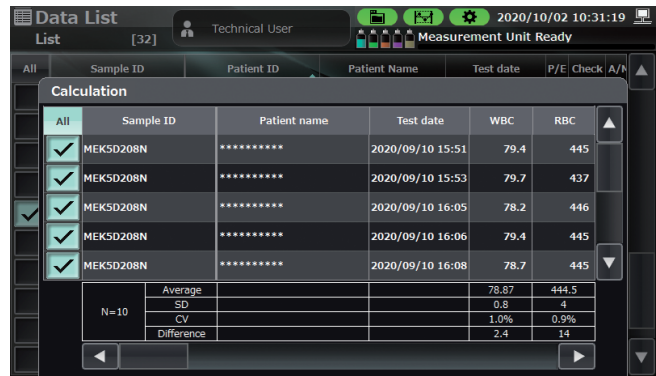 Data List
List [32]
Technical User
2020/10/02 10:31:19
Measurement Unit Ready
All Sample ID Patient ID Patient Name Test date P/E Check A/M
Calculation
All Sample ID Patient name Test date WBC RBC
MEK5D208N ********** 2020/09/10 15:51 79.4 445
MEK5D208N ********** 2020/09/10 15:53 79.7 437
MEK5D208N ********** 2020/09/10 16:05 78.2 446
MEK5D208N ********** 2020/09/10 16:06 79.4 445
MEK5D208N ********** 2020/09/10 16:08 78.7 445
N=10
Average 78.87 444.5
SD 0.8 4
CV 1.0% 0.9%
Difference 2.4 14